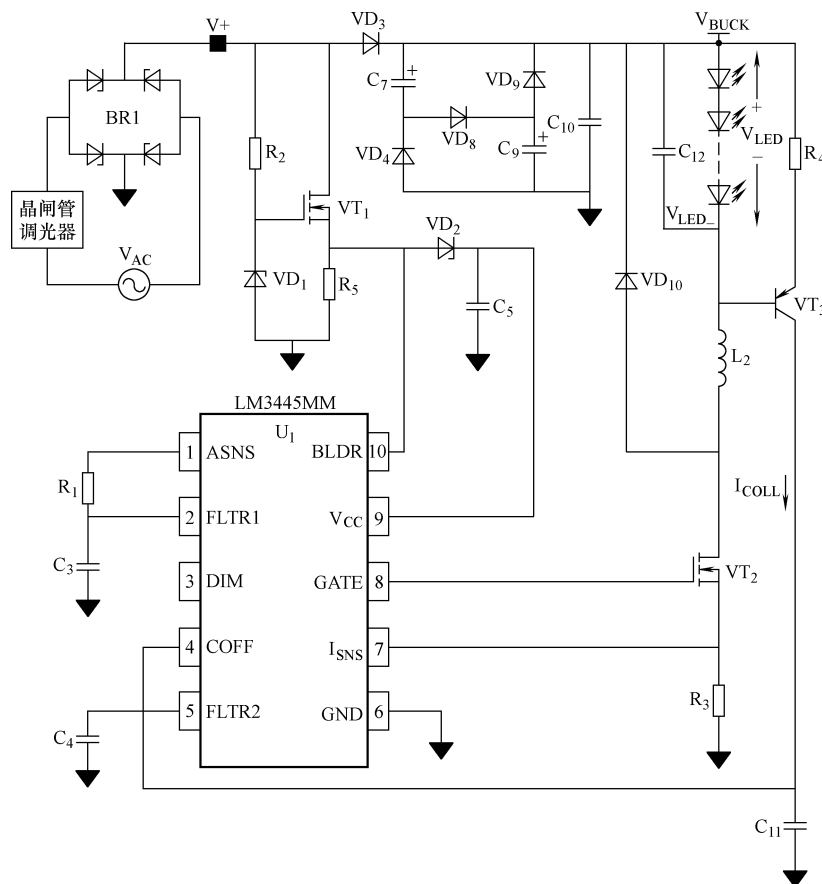 V+
VD3
VBUCK
BR1
C7
+
VD9
R2
VD8
C10
VD4
C9
+
C12
+
VLED
−
R4
VLED−
晶闸管
调光器
VAC
VT1
VD2
VD1
R5
C5
VD10
VT3
L2
LM3445MM
U1
1
ASNS
BLDR
10
R1
2
FLTR1
VCC
9
ICOLL
C3
3
DIM
GATE
8
VT2
4
COFF
ISNS
7
R3
5
FLTR2
GND
6
C4
C11